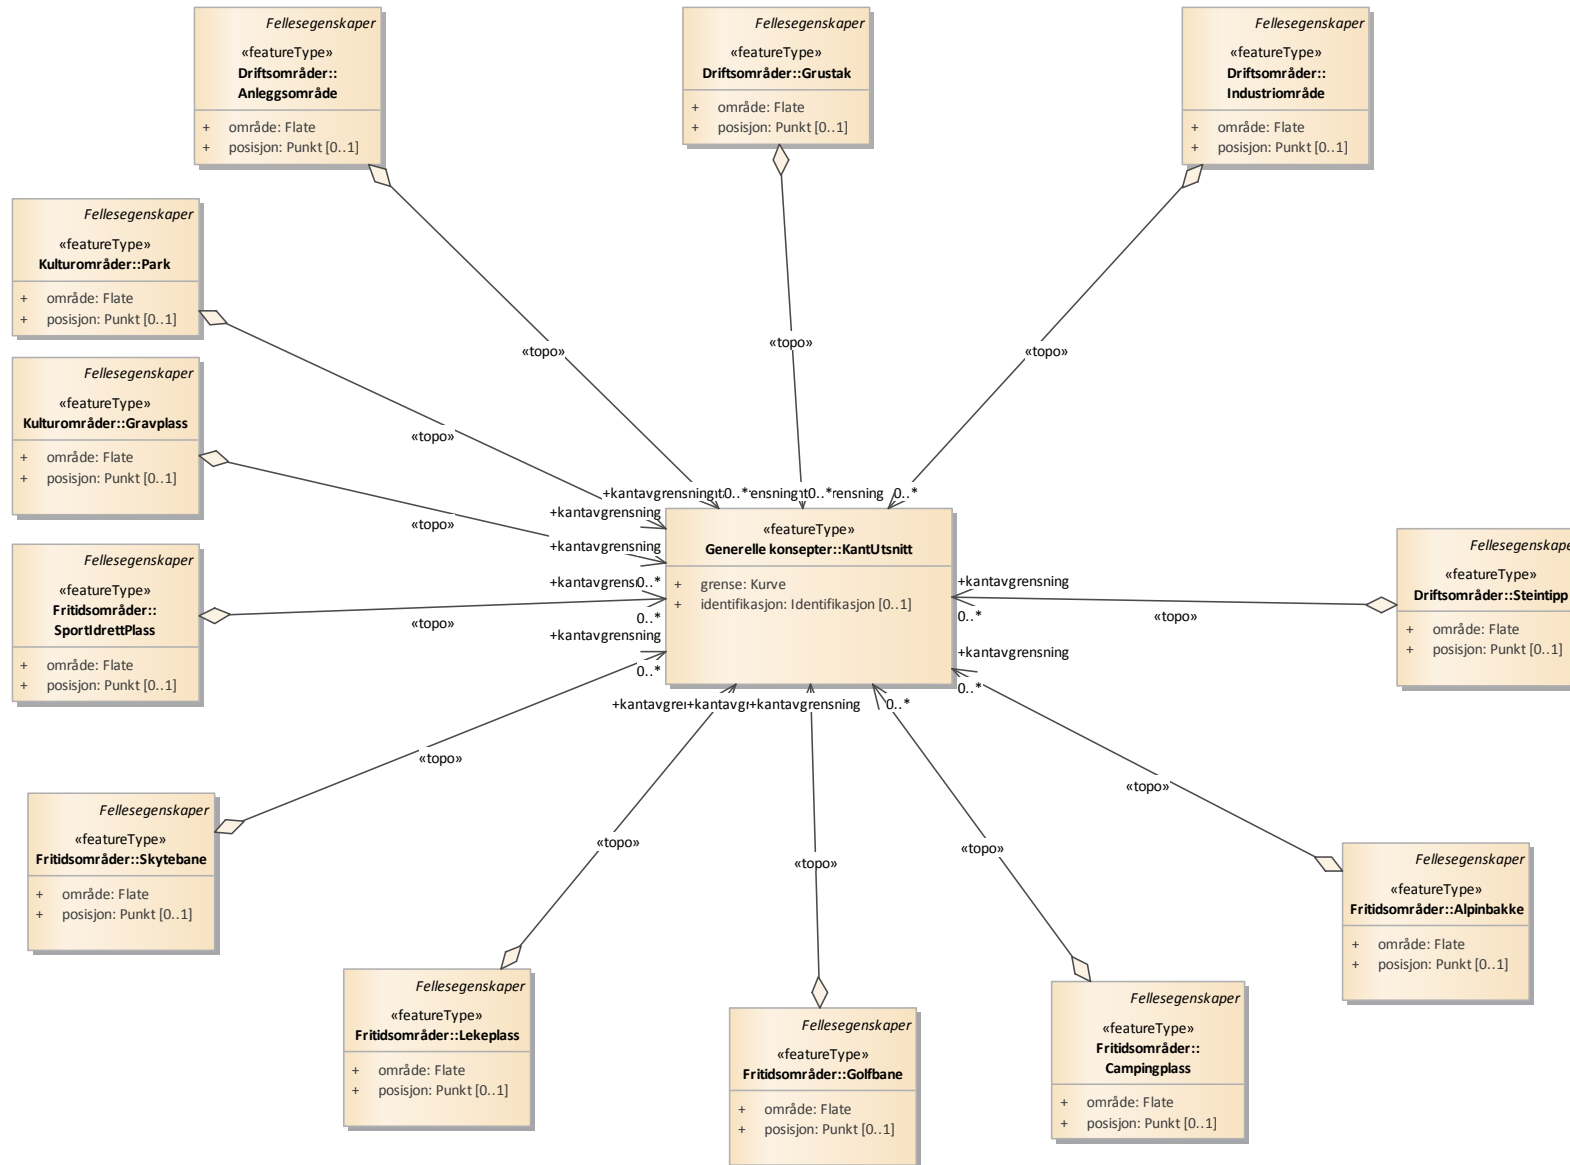 Fellesegenskaper
«featureType»
Driftsområder::
Anleggsområde
+ område: Flate
+ posisjon: Punkt [0..1]
Fellesegenskaper
«featureType»
Driftsområder::Grustak
+ område: Flate
+ posisjon: Punkt [0..1]
Fellesegenskaper
«featureType»
Driftsområder::
Industriområde
+ område: Flate
+ posisjon: Punkt [0..1]
Fellesegenskaper
«featureType»
Kulturområder::Park
+ område: Flate
+ posisjon: Punkt [0..1]
«topo»
«topo»
«topo»
Fellesegenskaper
«featureType»
Kulturområder::Gravplass
+ område: Flate
+ posisjon: Punkt [0..1]
«topo»
«topo»
+kantavgrensning
0..*
0..*
0..*
+kantavgrensning
+kantavgrensning
«featureType»
Generelle konsepter::KantUtsnitt
+ grense: Kurve
+ identifikasjon: Identifikasjon [0..1]
Fellesegenskaper
«featureType»
Fritidsområder::
SportIdrettPlass
+ område: Flate
+ posisjon: Punkt [0..1]
«topo»
0..*
0..*
+kantavgrensning
0..*
+kantavgrensning
0..*
«topo»
«featureType»
Driftsområder::Steintipp
+ område: Flate
+ posisjon: Punkt [0..1]
+kantavgrensning
0..*
+kantavgrensning
0..*
«topo»
«topo»
Fellesegenskaper
«featureType»
Fritidsområder::Skytebane
+ område: Flate
+ posisjon: Punkt [0..1]
«topo»
«topo»
«topo»
Fellesegenskaper
«featureType»
Fritidsområder::Alpinbakke
+ område: Flate
+ posisjon: Punkt [0..1]
Fellesegenskaper
«featureType»
Fritidsområder::Lekeplass
+ område: Flate
+ posisjon: Punkt [0..1]
Fellesegenskaper
«featureType»
Fritidsområder::Golfbane
+ område: Flate
+ posisjon: Punkt [0..1]
Fellesegenskaper
«featureType»
Fritidsområder::
Campingplass
+ område: Flate
+ posisjon: Punkt [0..1]